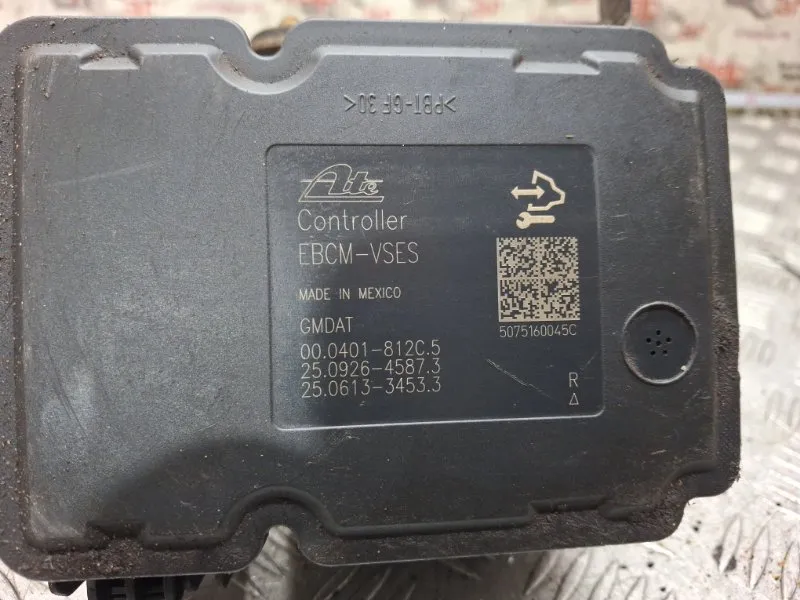 >PBT-GF30<
Ate
Controller
EBCM-VSES
MADE IN MEXICO
GMDAT
5075160045C
00.0401-812C.5
25.0926-4587.3
25.0613-3453.3
R